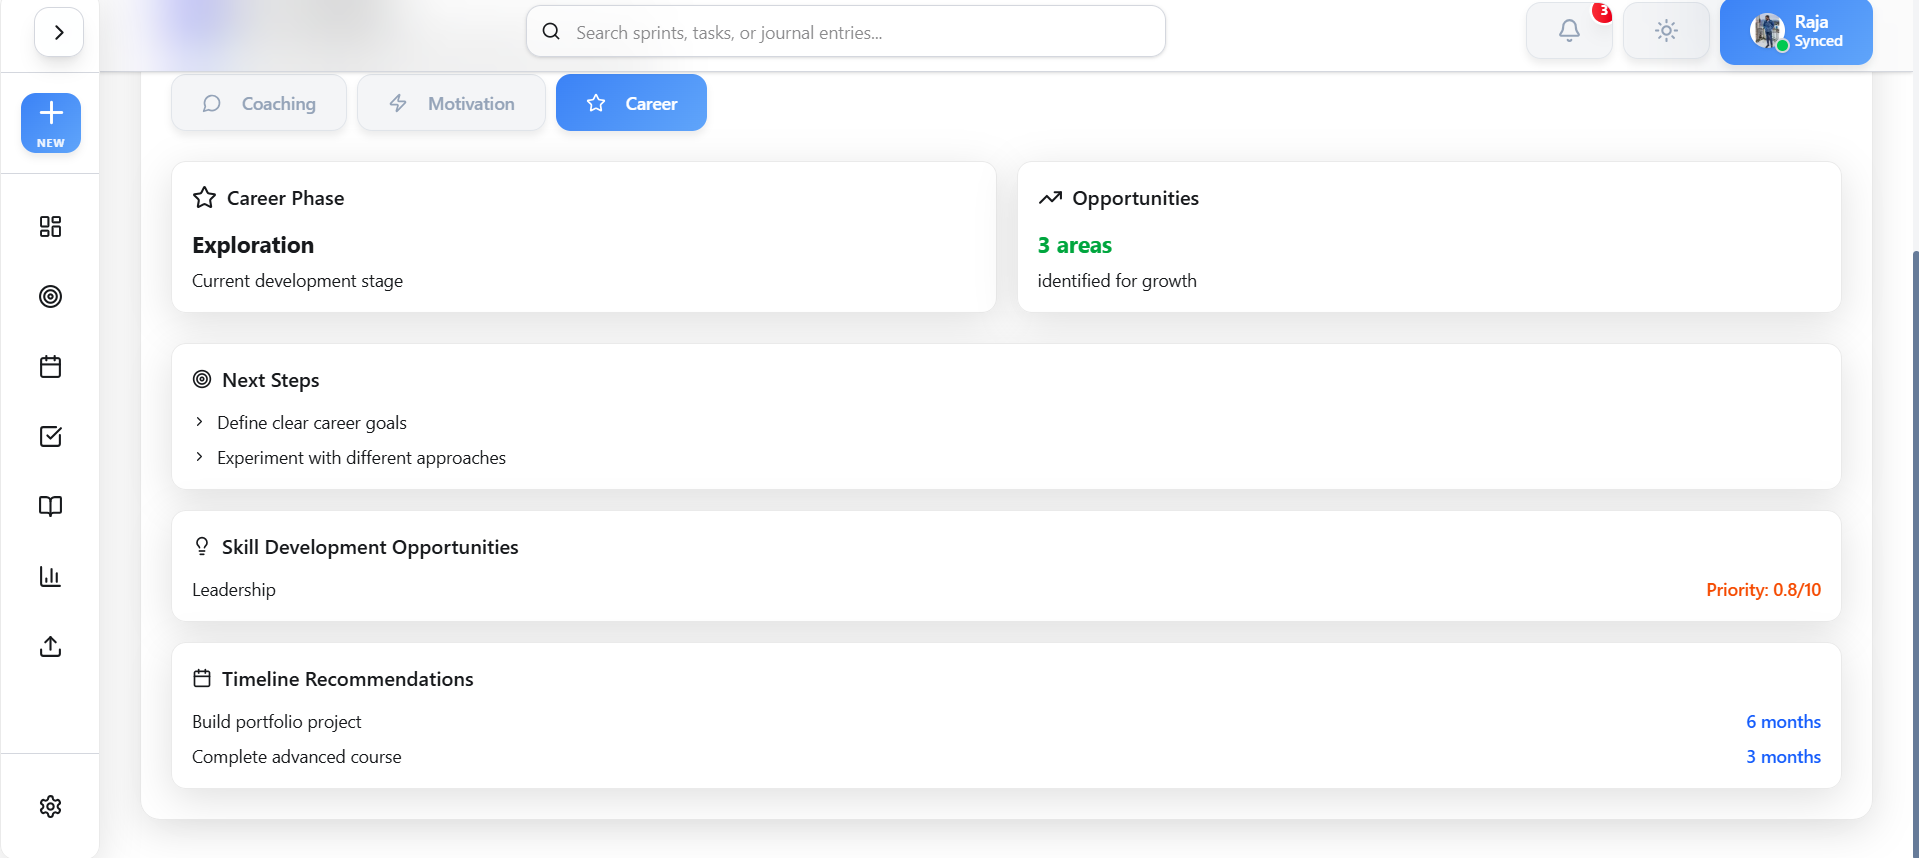 Search sprints, tasks, or journal entries...
3
Raja
Synced
NEW
Coaching
Motivation
Career
Career Phase
Exploration
Current development stage
Opportunities
3 areas
identified for growth
Next Steps
Define clear career goals
Experiment with different approaches
Skill Development Opportunities
Leadership
Priority: 0.8/10
Timeline Recommendations
Build portfolio project
6 months
Complete advanced course
3 months